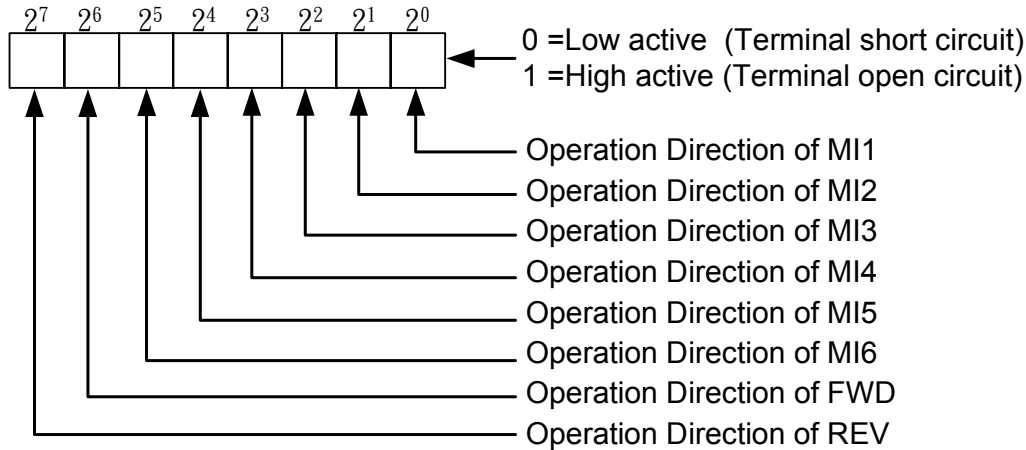 2⁷ 2⁶ 2⁵ 2⁴ 2³ 2² 2¹ 2⁰
0 =Low active (Terminal short circuit)
1 =High active (Terminal open circuit)
Operation Direction of MI1
Operation Direction of MI2
Operation Direction of MI3
Operation Direction of MI4
Operation Direction of MI5
Operation Direction of MI6
Operation Direction of FWD
Operation Direction of REV